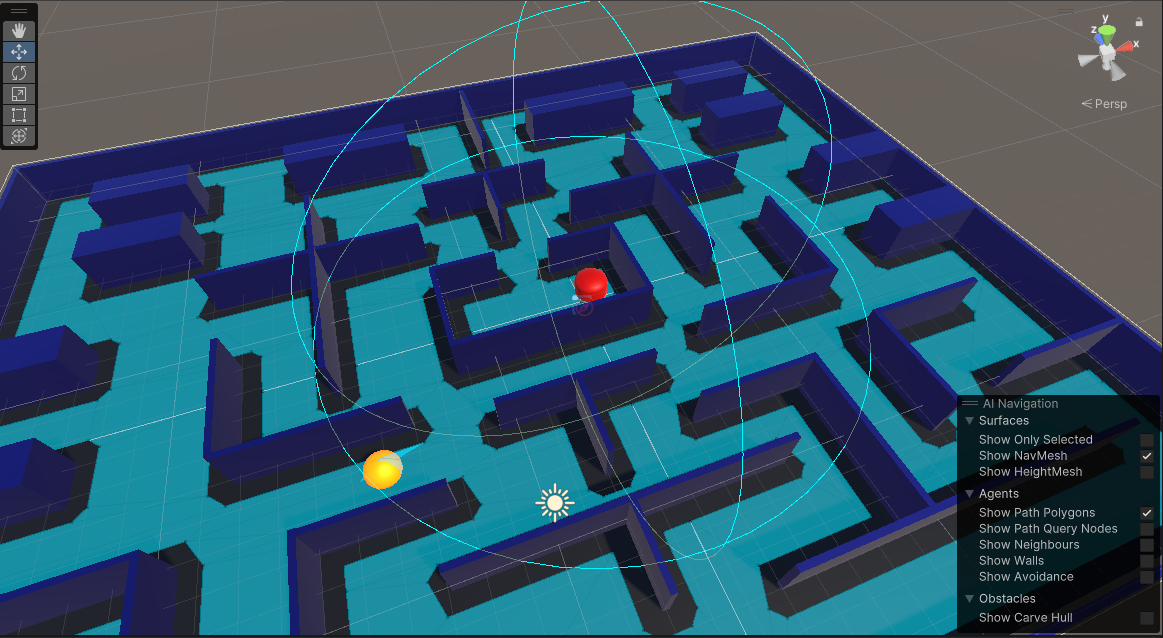 y
z
x
Persp
AI Navigation
Surfaces
Show Only Selected
Show NavMesh
Show HeightMesh
Agents
Show Path Polygons
Show Path Query Nodes
Show Neighbours
Show Walls
Show Avoidance
Obstacles
Show Carve Hull